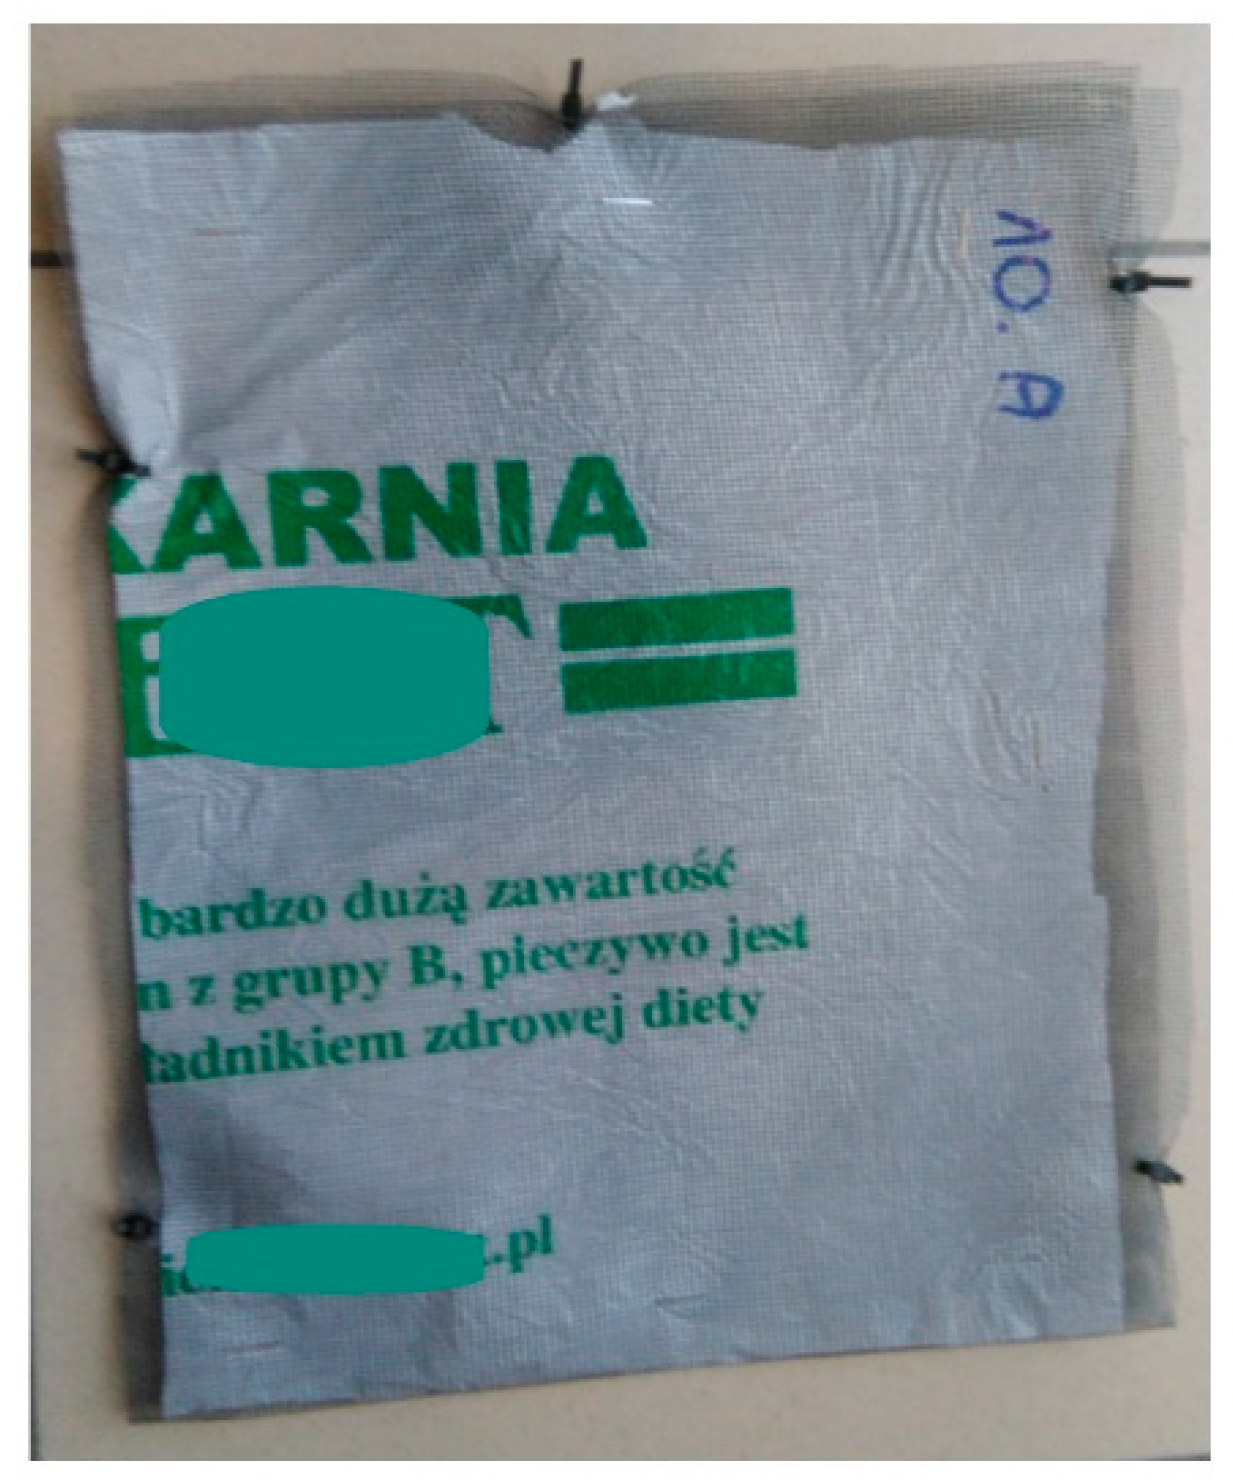 10. A
KARNIA
bardzo dużą zawartość
n z grupy B, pieczywo jest
ładnikiem zdrowej diety
.pl